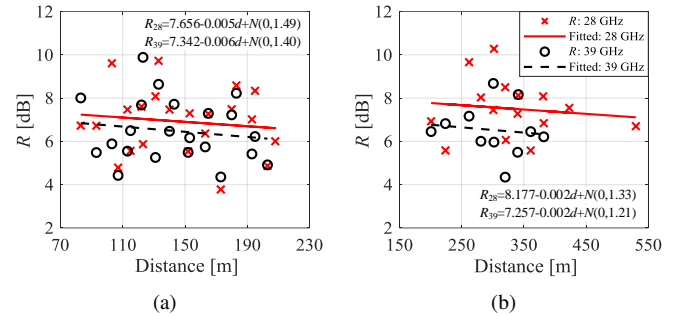 R28=7.656-0.005d+N(0,1.49)
R39=7.342-0.006d+N(0,1.40)
12
10
8
6
4
2
R [dB]
70
110
150
190
230
Distance [m]
(a)
R: 28 GHz
Fitted: 28 GHz
R: 39 GHz
Fitted: 39 GHz
R28=8.177-0.002d+N(0,1.33)
R39=7.257-0.002d+N(0,1.21)
12
10
8
6
4
2
R [dB]
150
250
350
450
550
Distance [m]
(b)